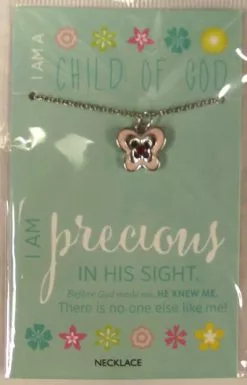 I AM A
CHILD OF GOD
I AM
precious
IN HIS SIGHT.
Before God made me, HE KNEW ME.
There is no one else like me!
NECKLACE